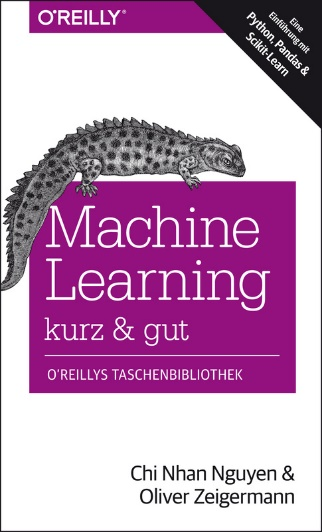 O'REILLY®
Eine
Einführung mit
Python, Pandas &
Scikit-Learn
Machine
Learning
kurz & gut
O'REILLYS TASCHENBIBLIOTHEK
Chi Nhan Nguyen &
Oliver Zeigermann